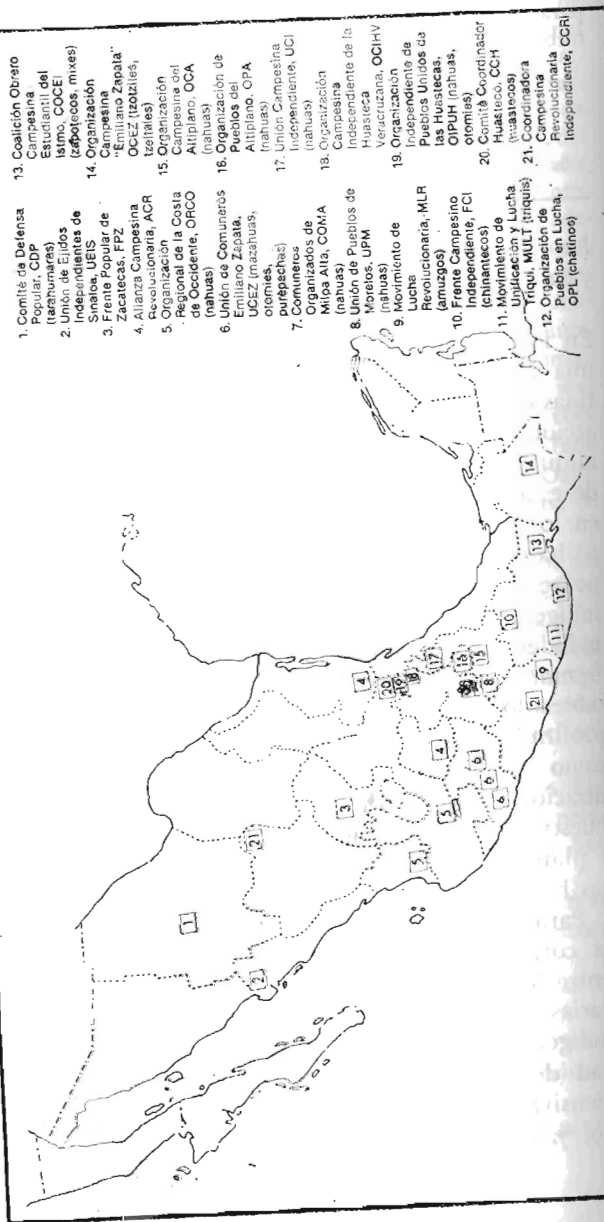 1. Comité de Defensa
Popular, CDP
(tarahumaras)
2. Unión de Ejidos
Independientes de
Sinaloa, UEIS
3. Frente Popular de
Zacatecas, FPZ
4. Alianza Campesina
Revolucionaria, ACR
5. Organización
Regional de la Costa
de Occidente, ORCO
(nahuas)
6. Unión de Comuneros
Emiliano Zapata,
UCEZ (mazahuas,
otomíes,
purépechas)
7. Comuneros
Organizados de
Milpa Alta, COMA
(nahuas)
8. Unión de Pueblos de
Morelos, UPM
(nahuas)
9. Movimiento de
Lucha
Revolucionaria, MLR
(amuzgos)
10. Frente Campesino
Independiente, FCI
(chinantecos)
11. Movimiento de
Unificación y Lucha
Triqui, MULT (triquis)
12. Organización de
Pueblos en Lucha,
OPL (chatinos)
13. Coalición Obrero
Campesina
Estudiantil del
Istmo, COCEI
(zapotecos, mixes)
14. Organización
Campesina
"Emiliano Zapata"
OCEZ (tzotziles,
tzeltales)
15. Organización
Campesina del
Altiplano, OCA
(nahuas)
16. Organización de
Pueblos del
Altiplano, OPA
(nahuas)
17. Unión Campesina
Independiente, UCI
(nahuas)
18. Organización
Campesina
Independiente de la
Huasteca
Veracruzana, OCIHV
19. Organización
Independiente de
Pueblos Unidos de
las Huastecas,
OIPUH (nahuas,
otomíes)
20. Comité Coordinador
Huasteco, CCH
(huastecos)
21. Coordinadora
Campesina
Revolucionaria
Independiente, CCRI
1
2
21
3
4
20
19
18
5
5
4
17
6
6
6
16
15
8
21
9
10
11
12
13
14